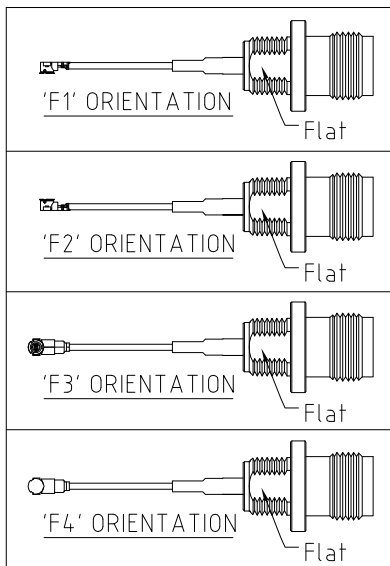 'F1' ORIENTATION
Flat
'F2' ORIENTATION
Flat
'F3' ORIENTATION
Flat
'F4' ORIENTATION
Flat